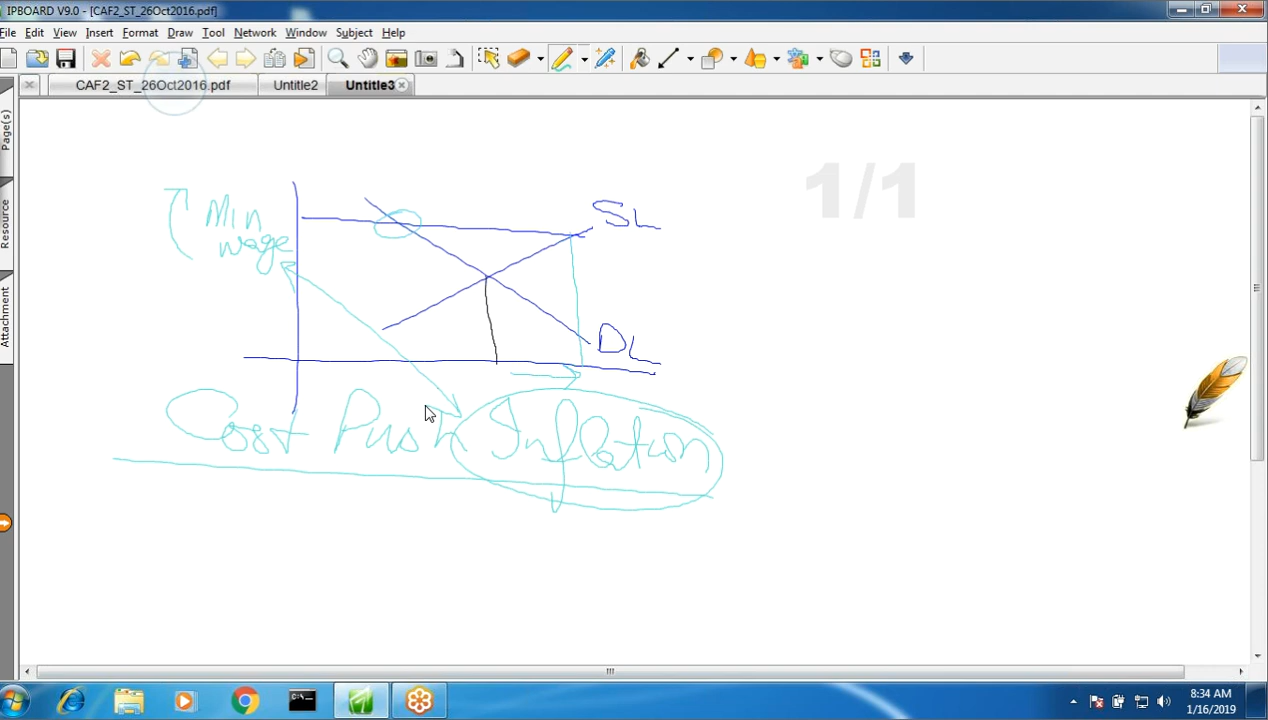 IPBOARD V9.0 - [CAF2_ST_26Oct2016.pdf]
File Edit View Insert Format Draw Tool Network Window Subject Help
CAF2_ST_26Oct2016.pdf Untitle2 Untitle3
Page(s)
Resource
Attachment
1/1
Min
wage
SL
DL
Cost Push Inflation
8:34 AM
1/16/2019